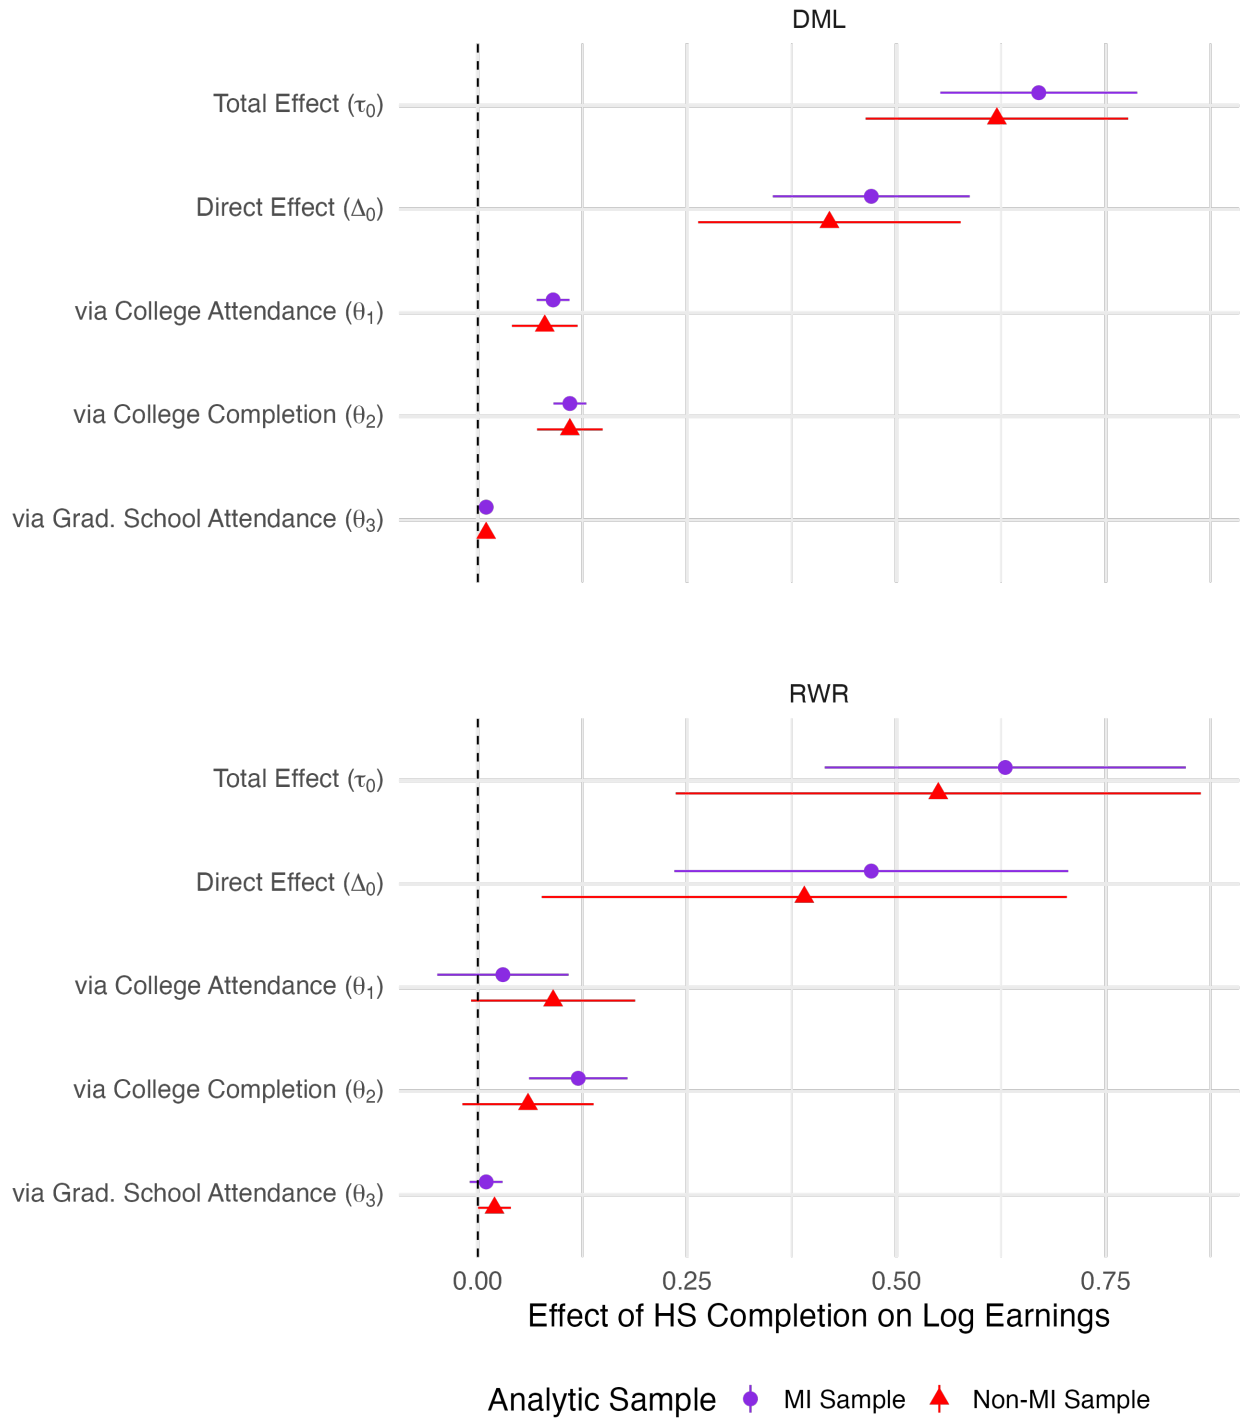 DML
Total Effect (τ₀)
Direct Effect (Δ₀)
via College Attendance (θ₁)
via College Completion (θ₂)
via Grad. School Attendance (θ₃)
RWR
Total Effect (τ₀)
Direct Effect (Δ₀)
via College Attendance (θ₁)
via College Completion (θ₂)
via Grad. School Attendance (θ₃)
0.00 0.25 0.50 0.75
Effect of HS Completion on Log Earnings
Analytic Sample MI Sample Non-MI Sample